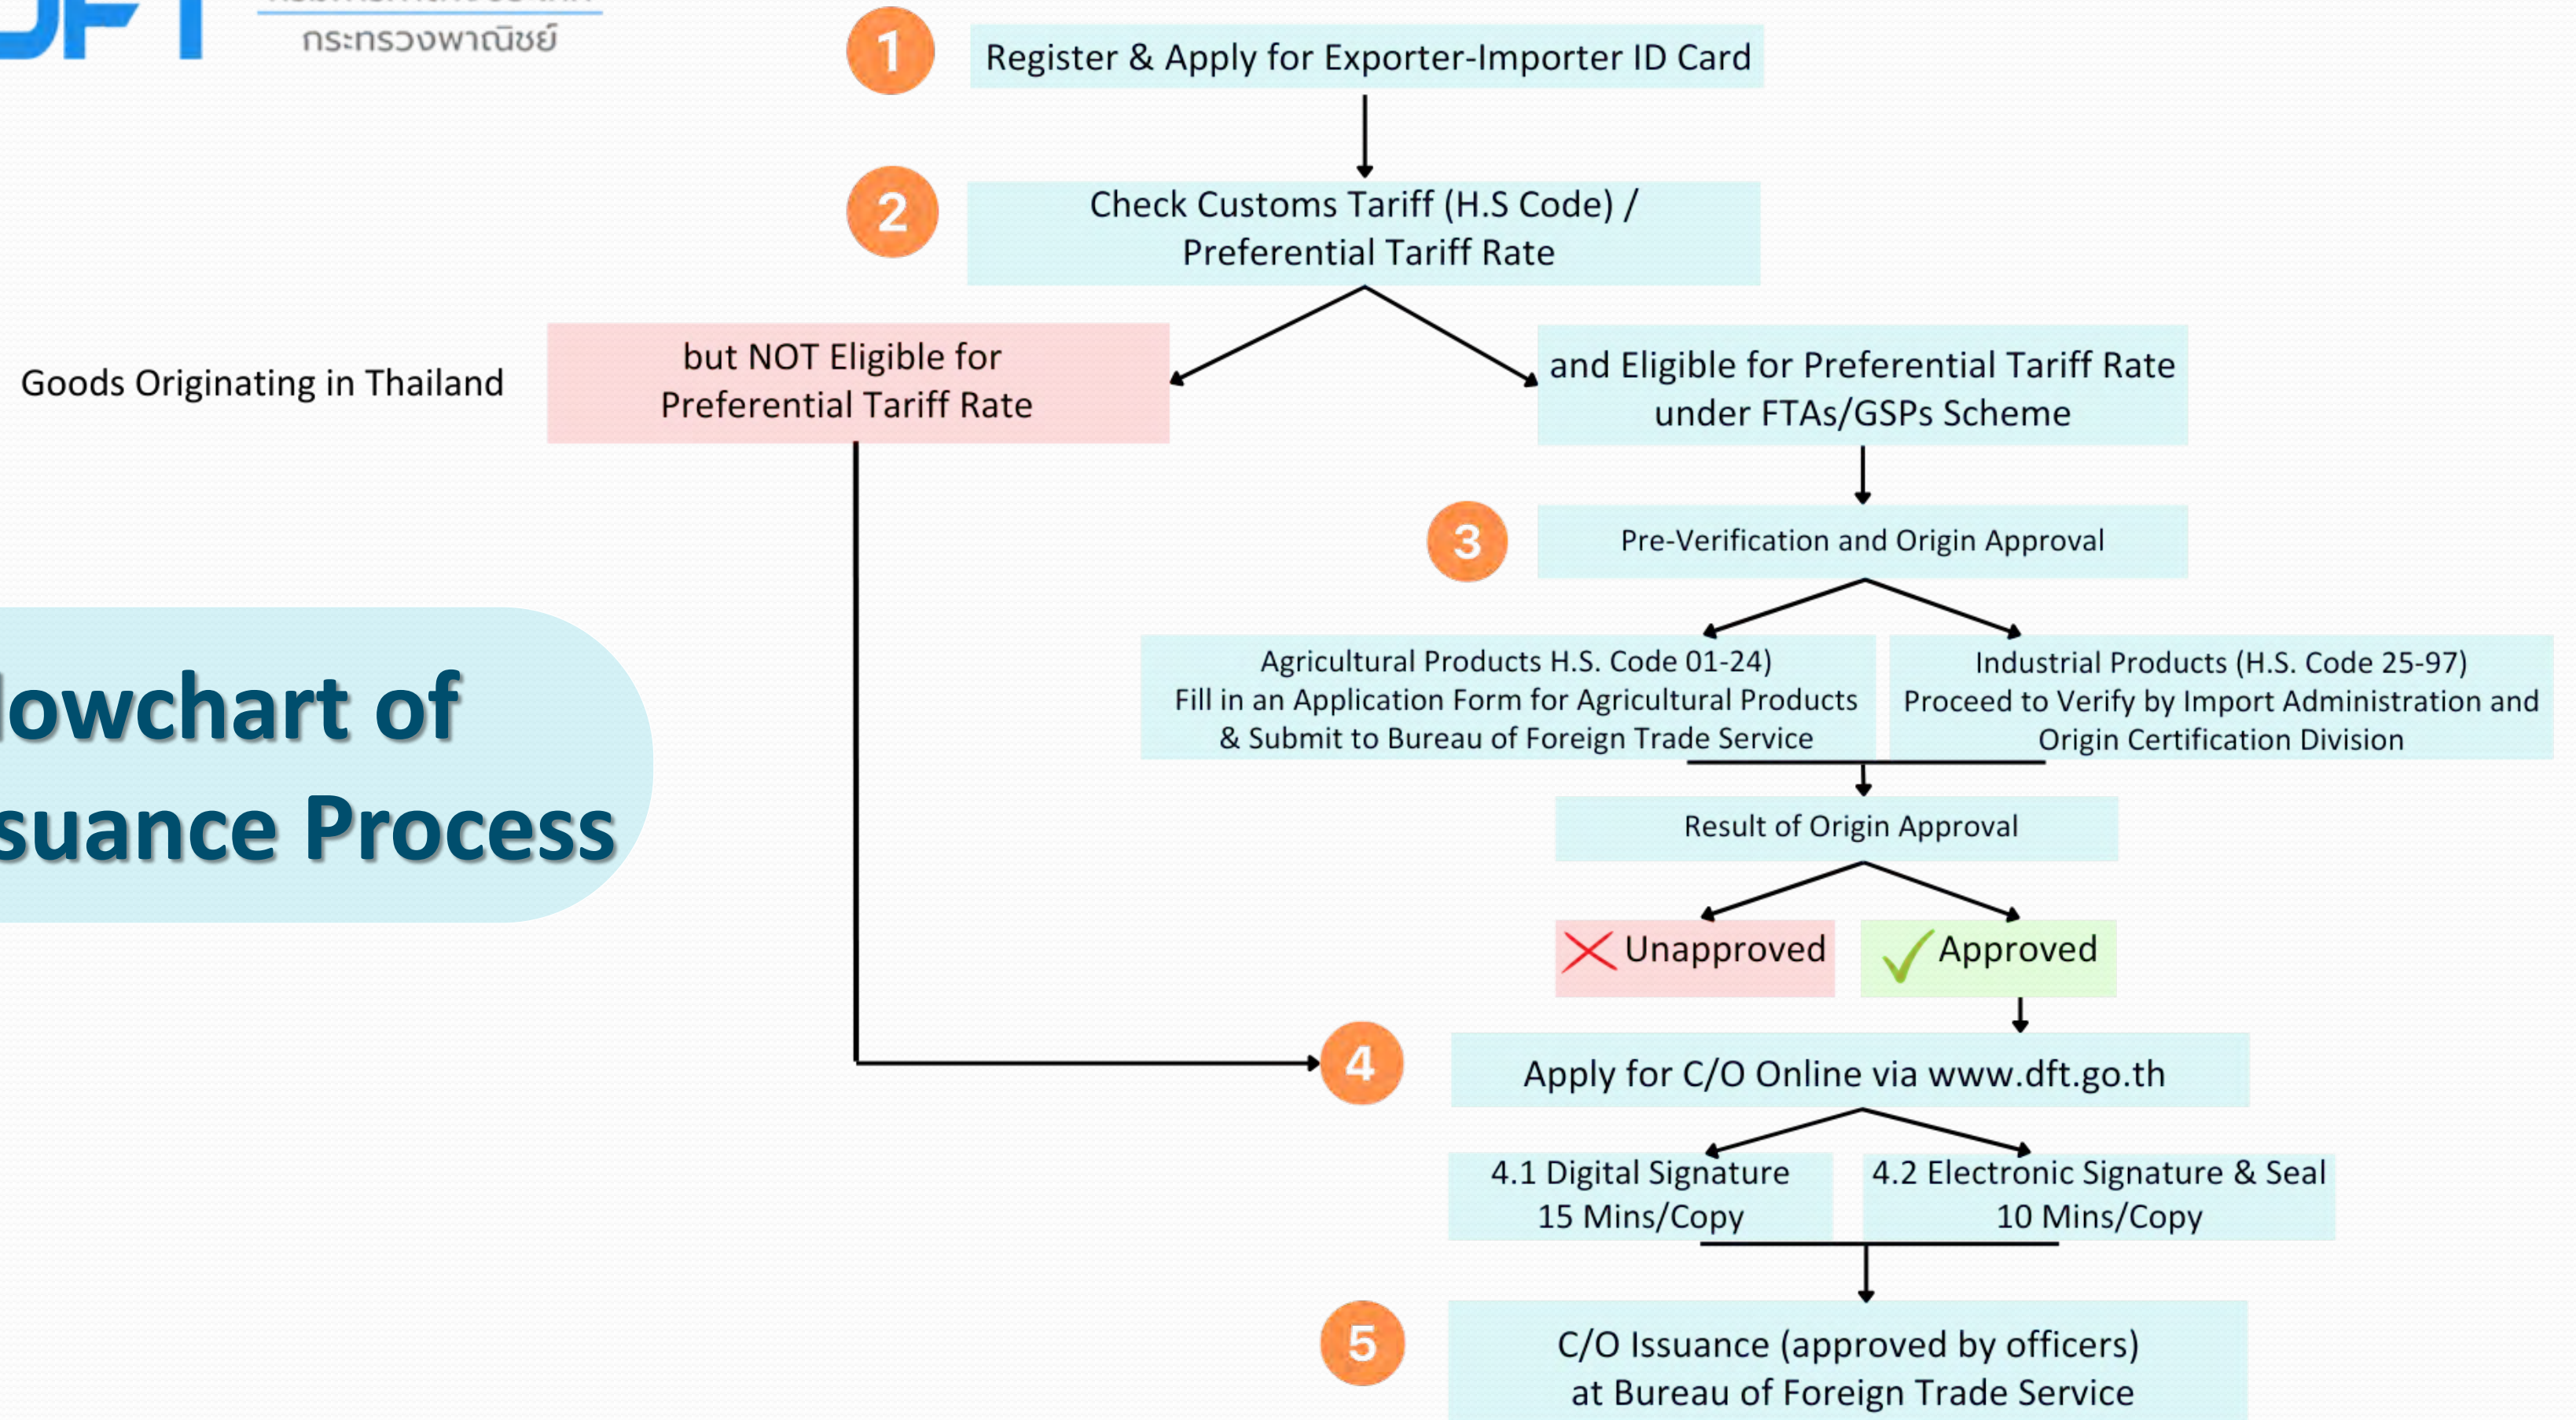 DFT
กระทรวงพาณิชย์
1
Register & Apply for Exporter-Importer ID Card
2
Check Customs Tariff (H.S Code) /
Preferential Tariff Rate
Goods Originating in Thailand
but NOT Eligible for
Preferential Tariff Rate
and Eligible for Preferential Tariff Rate
under FTAs/GSPs Scheme
3
Pre-Verification and Origin Approval
Agricultural Products H.S. Code 01-24)
Fill in an Application Form for Agricultural Products
& Submit to Bureau of Foreign Trade Service
Industrial Products (H.S. Code 25-97)
Proceed to Verify by Import Administration and
Origin Certification Division
lowchart of
suance Process
Result of Origin Approval
Unapproved
Approved
4
Apply for C/O Online via www.dft.go.th
4.1 Digital Signature
15 Mins/Copy
4.2 Electronic Signature & Seal
10 Mins/Copy
5
C/O Issuance (approved by officers)
at Bureau of Foreign Trade Service